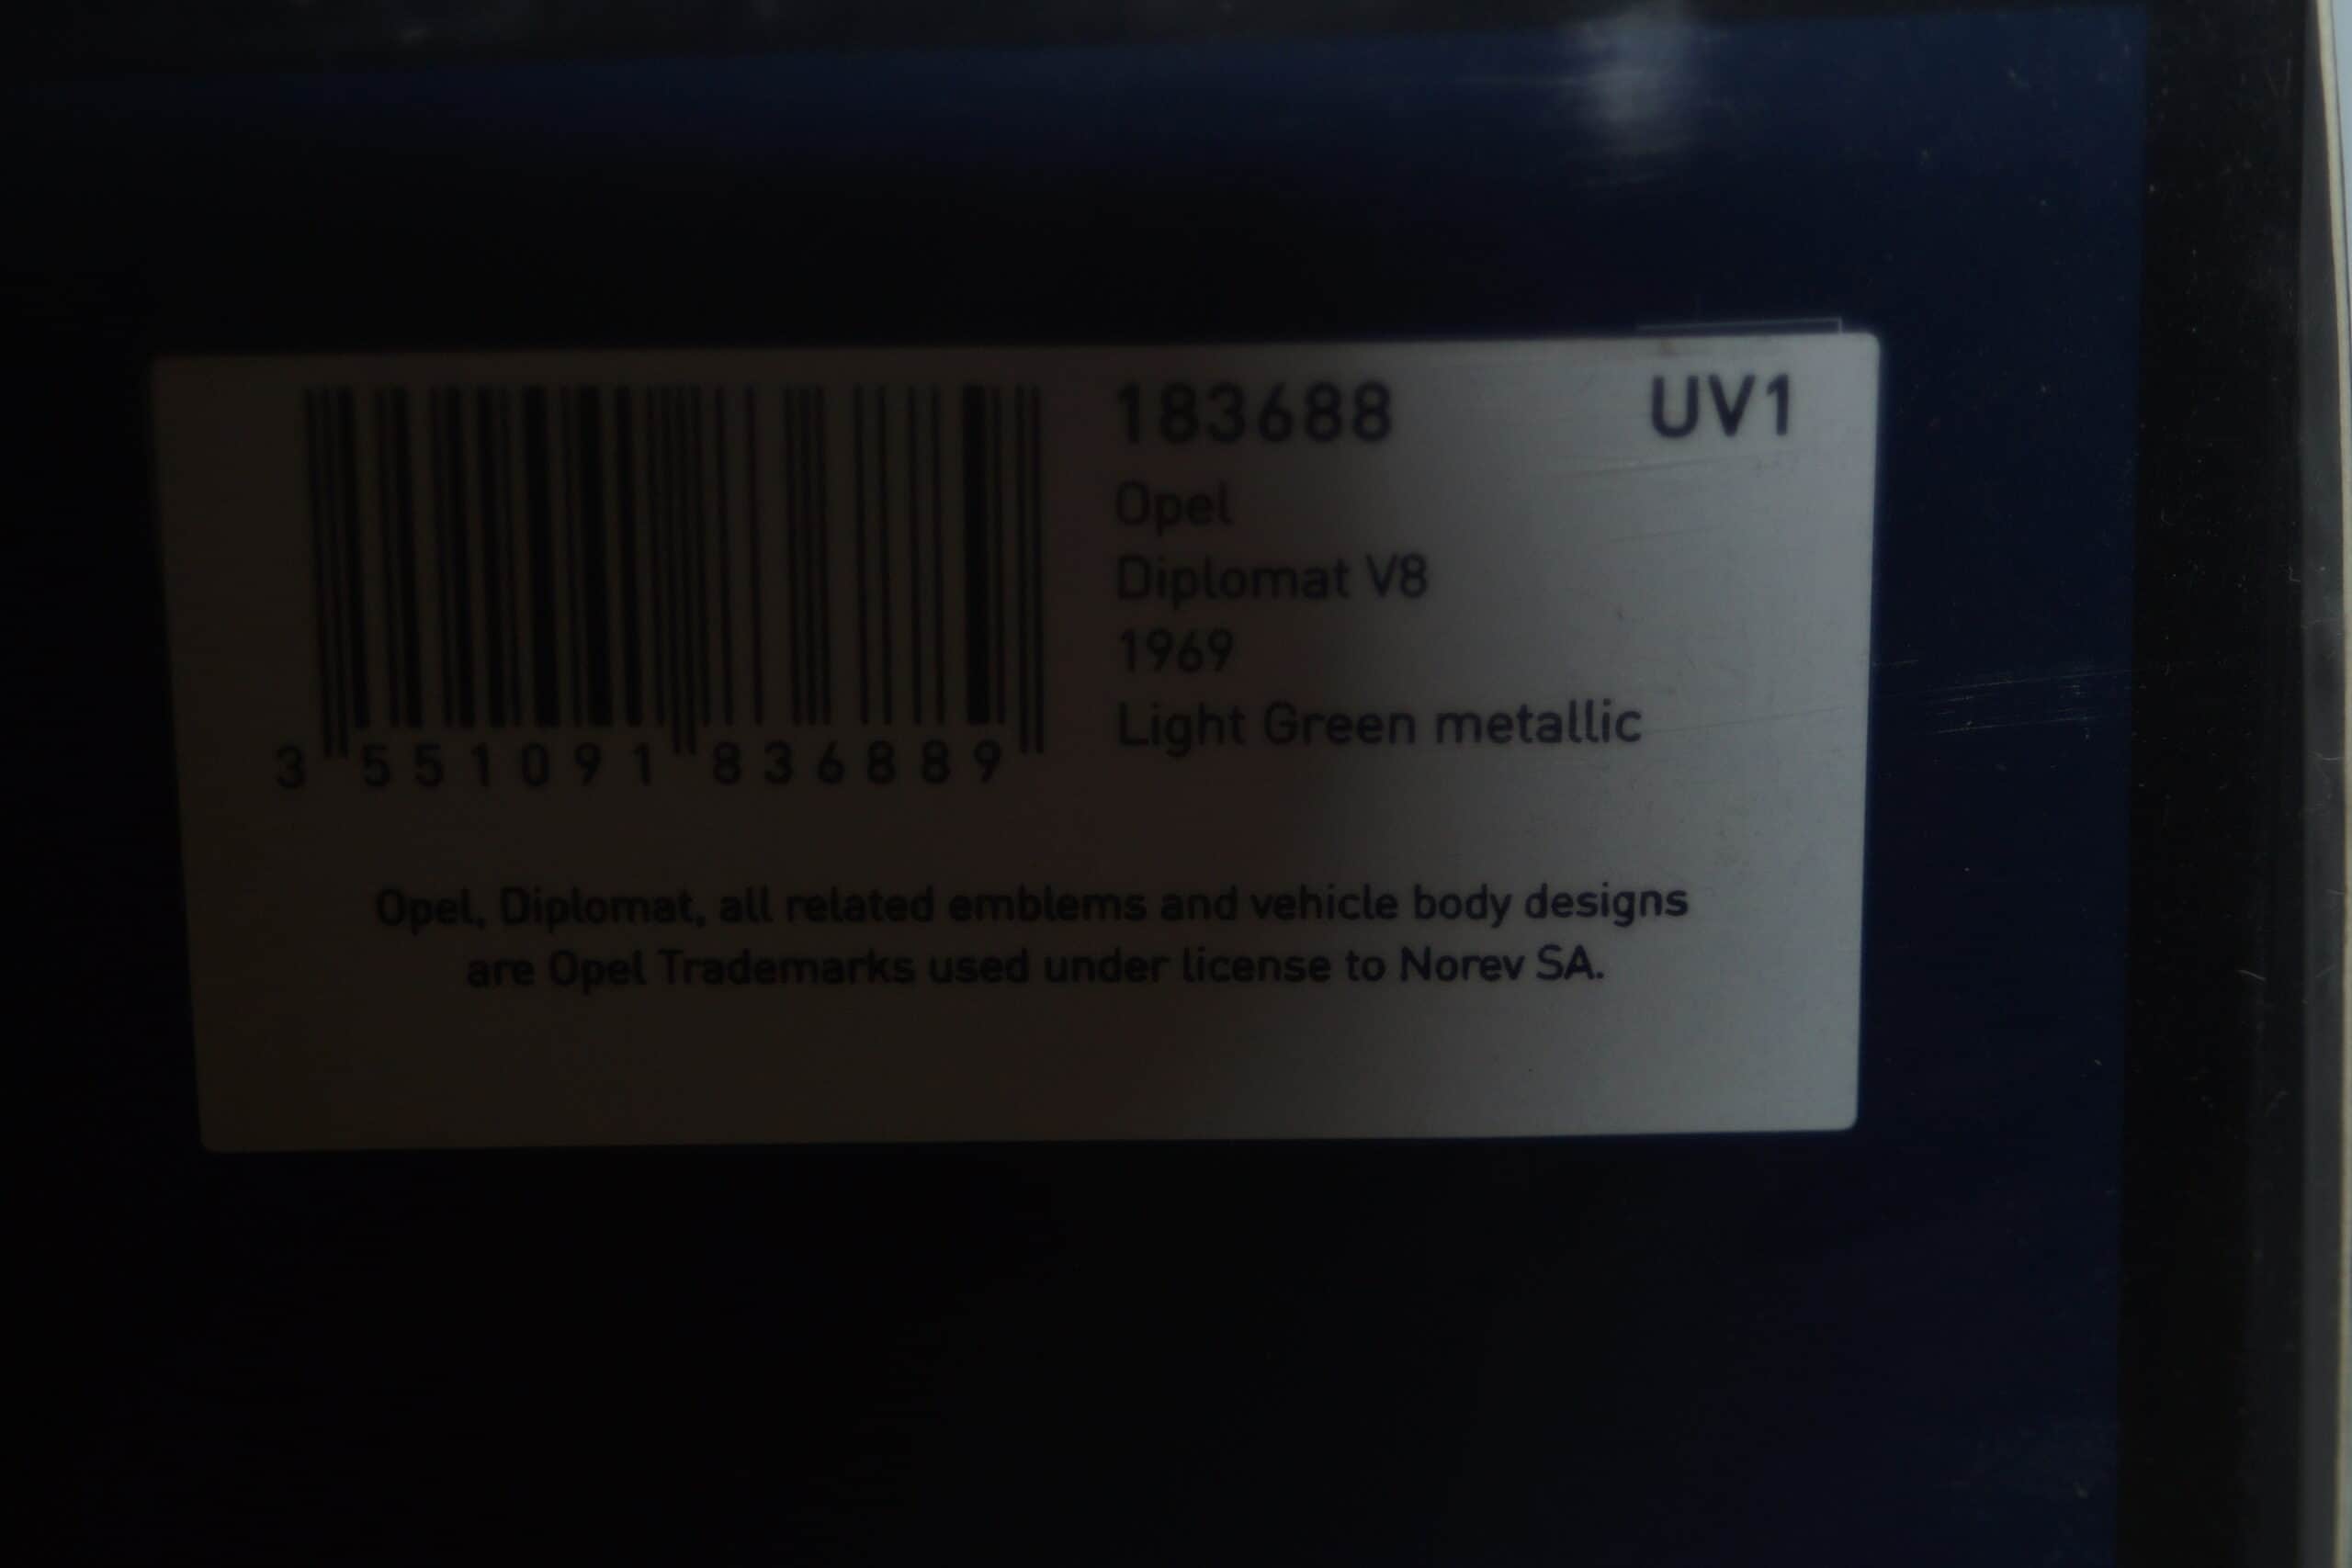 183688 UV1
Opel
Diplomat V8
1969
Light Green metallic
3 551091 836889
Opel, Diplomat, all related emblems and vehicle body designs
are Opel Trademarks used under license to Norev SA.